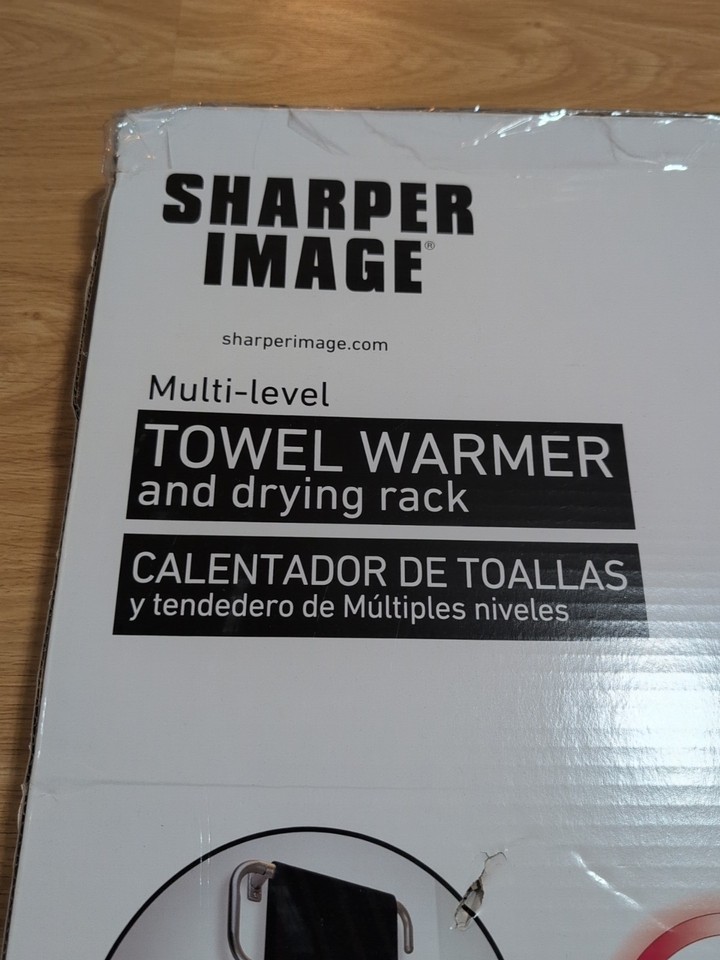 SHARPER
IMAGE®
sharperimage.com
Multi-level
TOWEL WARMER
and drying rack
CALENTADOR DE TOALLAS
y tendedero de Múltiples niveles